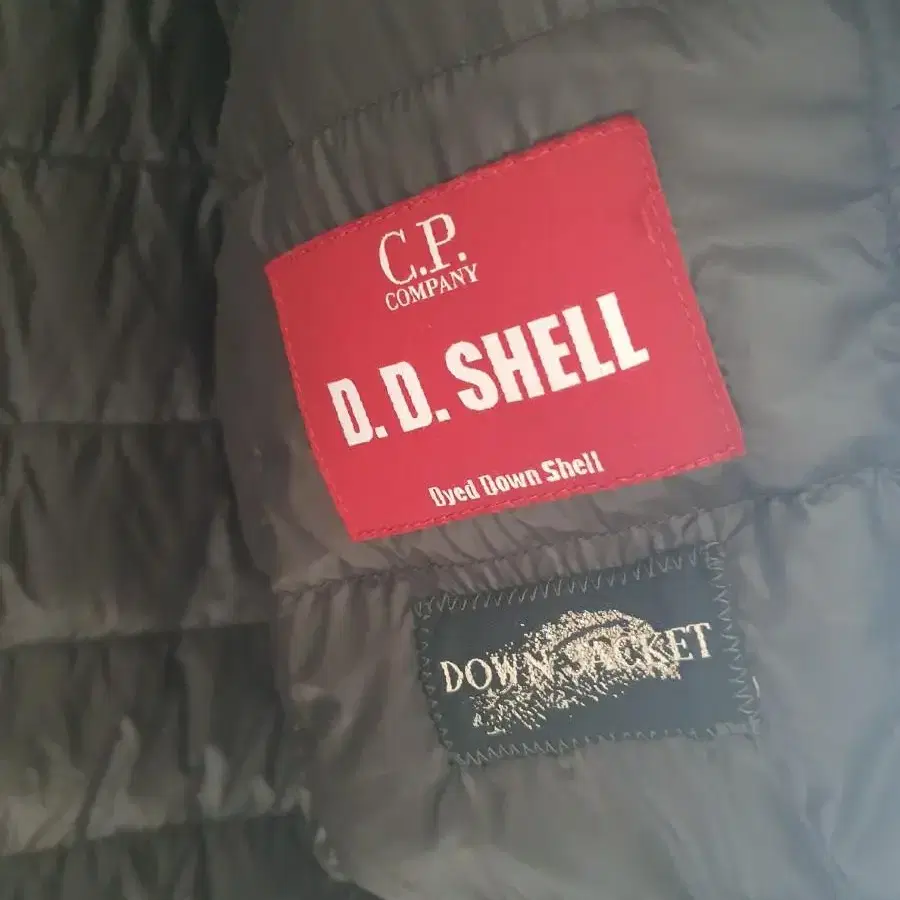 C.P.
COMPANY
D. D. SHELL
Dyed Down Shell
DOWN JACKET